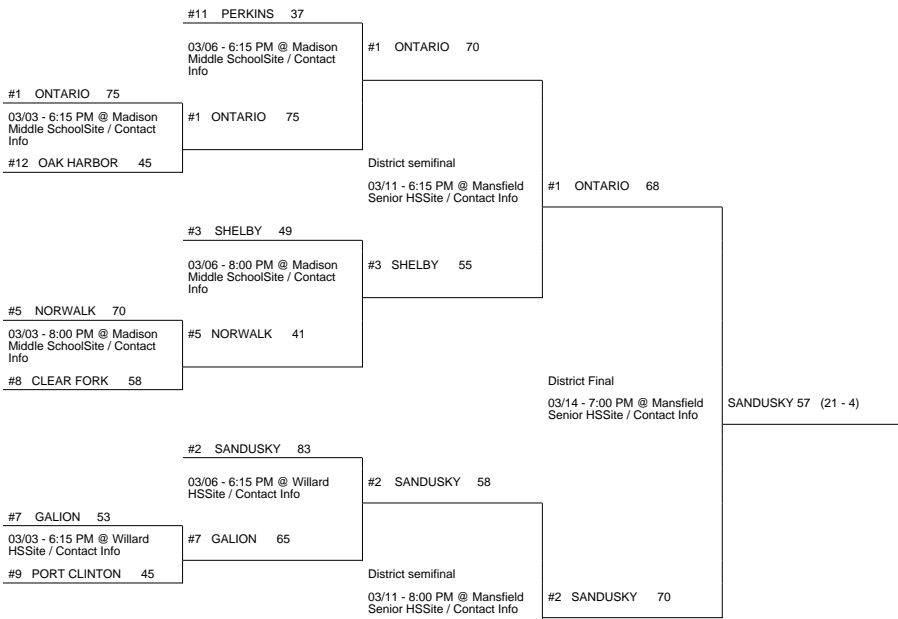 #11 PERKINS 37
03/06 - 6:15 PM @ Madison
Middle SchoolSite / Contact
Info
#1 ONTARIO 70
#1 ONTARIO 75
03/03 - 6:15 PM @ Madison
Middle SchoolSite / Contact
Info
#1 ONTARIO 75
#12 OAK HARBOR 45
District semifinal
03/11 - 6:15 PM @ Mansfield
Senior HSSite / Contact Info
#1 ONTARIO 68
#3 SHELBY 49
03/06 - 8:00 PM @ Madison
Middle SchoolSite / Contact
Info
#3 SHELBY 55
#5 NORWALK 70
03/03 - 8:00 PM @ Madison
Middle SchoolSite / Contact
Info
#5 NORWALK 41
#8 CLEAR FORK 58
District Final
03/14 - 7:00 PM @ Mansfield
Senior HSSite / Contact Info
SANDUSKY 57 (21 - 4)
#2 SANDUSKY 83
03/06 - 6:15 PM @ Willard
HSSite / Contact Info
#2 SANDUSKY 58
#7 GALION 53
03/03 - 6:15 PM @ Willard
HSSite / Contact Info
#7 GALION 65
#9 PORT CLINTON 45
District semifinal
03/11 - 8:00 PM @ Mansfield
Senior HSSite / Contact Info
#2 SANDUSKY 70